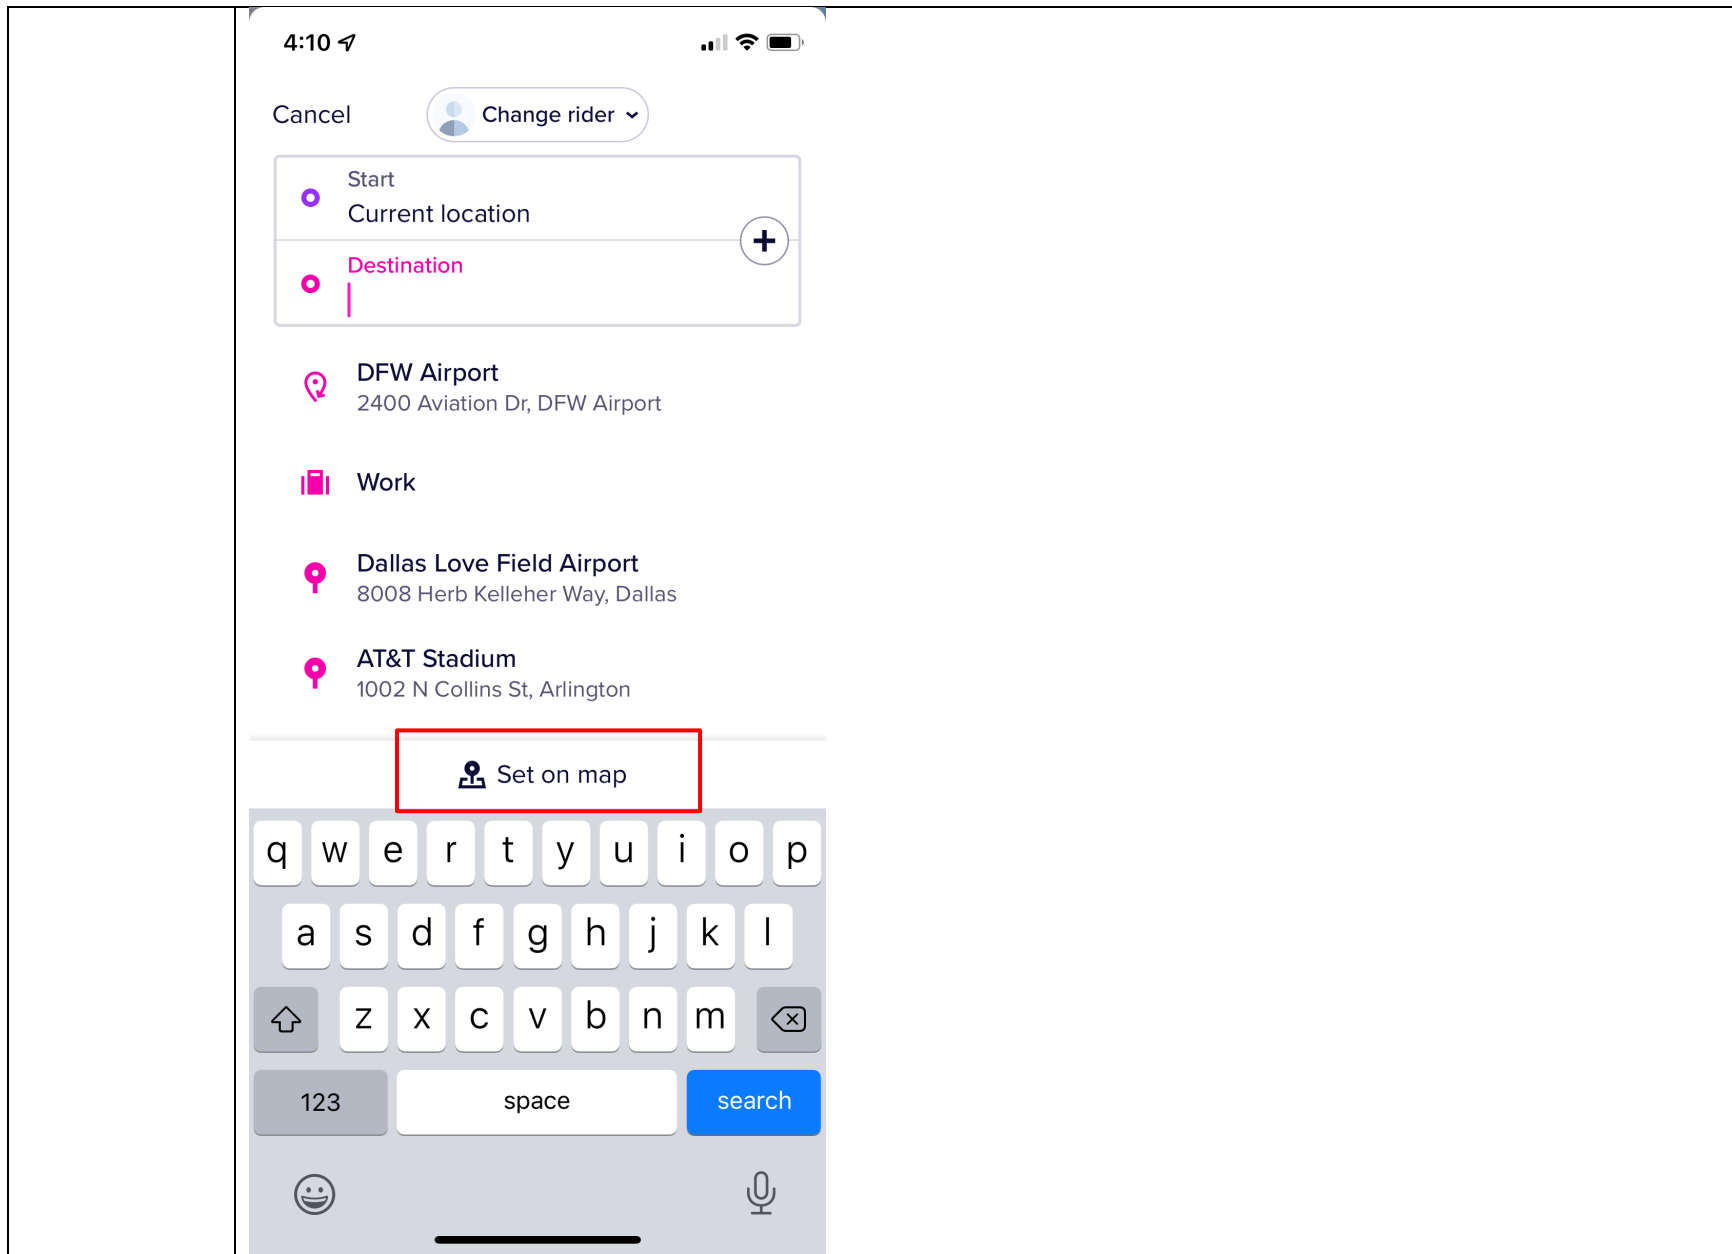 4:10
Cancel
Change rider
Start
Current location
Destination
DFW Airport
2400 Aviation Dr, DFW Airport
Work
Dallas Love Field Airport
8008 Herb Kelleher Way, Dallas
AT&T Stadium
1002 N Collins St, Arlington
Set on map
q w e r t y u i o p
a s d f g h j k l
z x c v b n m
123 space search